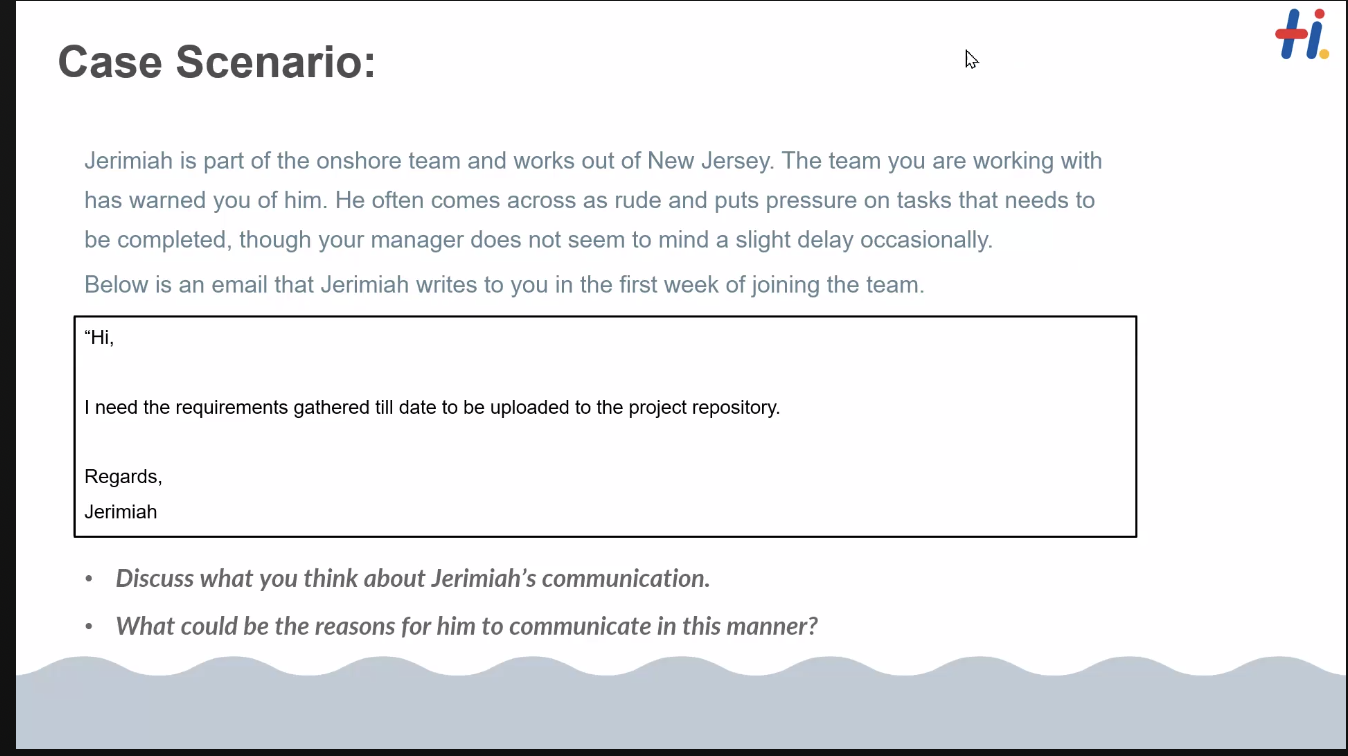 Hi.
Case Scenario:
Jerimiah is part of the onshore team and works out of New Jersey. The team you are working with
has warned you of him. He often comes across as rude and puts pressure on tasks that needs to
be completed, though your manager does not seem to mind a slight delay occasionally.
Below is an email that Jerimiah writes to you in the first week of joining the team.
“Hi,
I need the requirements gathered till date to be uploaded to the project repository.
Regards,
Jerimiah
• Discuss what you think about Jerimiah’s communication.
• What could be the reasons for him to communicate in this manner?